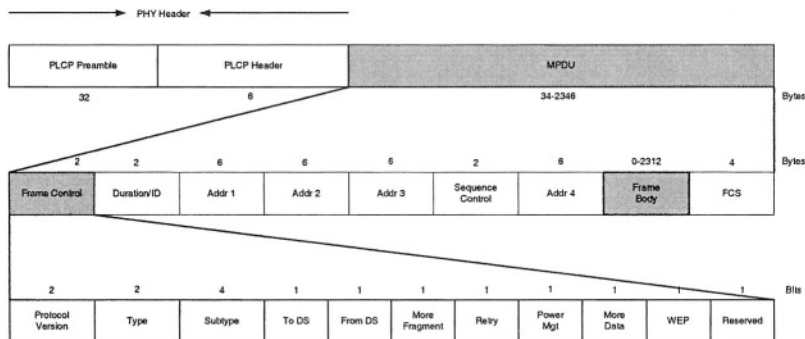 PHY Header
PLCP Preamble PLCP Header MPDU
32 6 34-2346 Bytes
2 2 6 6 6 2 6 0-2312 4 Bytes
Frame Control Duration/ID Addr 1 Addr 2 Addr 3 Sequence Control Addr 4 Frame Body FCS
2 2 4 1 1 1 1 1 1 1 1 Bits
Protocol Version Type Subtype To DS From DS More Fragment Retry Power Mgt More Data WEP Reserved